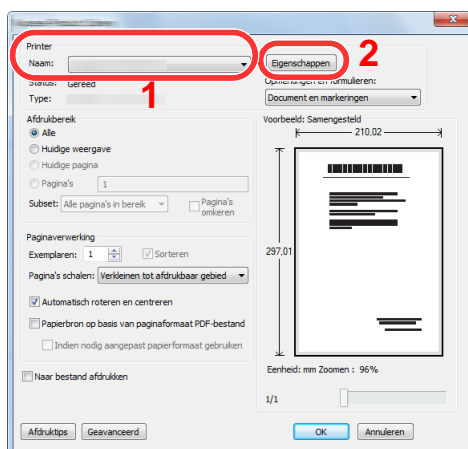 Printer
Naam:
1
Eigenschappen
2
Status: Gereed
Opmerkingen en formulieren:
Type:
Document en markeringen
Afdrukbereik
Alle
Huidige weergave
Huidige pagina
Pagina's 1
Subset: Alle pagina's in bereik
Pagina's omkeren
Paginaverwerking
Exemplaren: 1
Sorteren
Pagina's schalen: Verkleinen tot afdrukbaar gebied
Automatisch roteren en centreren
Papierbron op basis van paginaformaat PDF-bestand
Indien nodig aangepast papierformaat gebruiken
Naar bestand afdrukken
Voorbeeld: Samengesteld
210,02
297,01
Eenheid: mm Zoomen : 96%
1/1
Afdruktips
Geavanceerd
OK
Annuleren